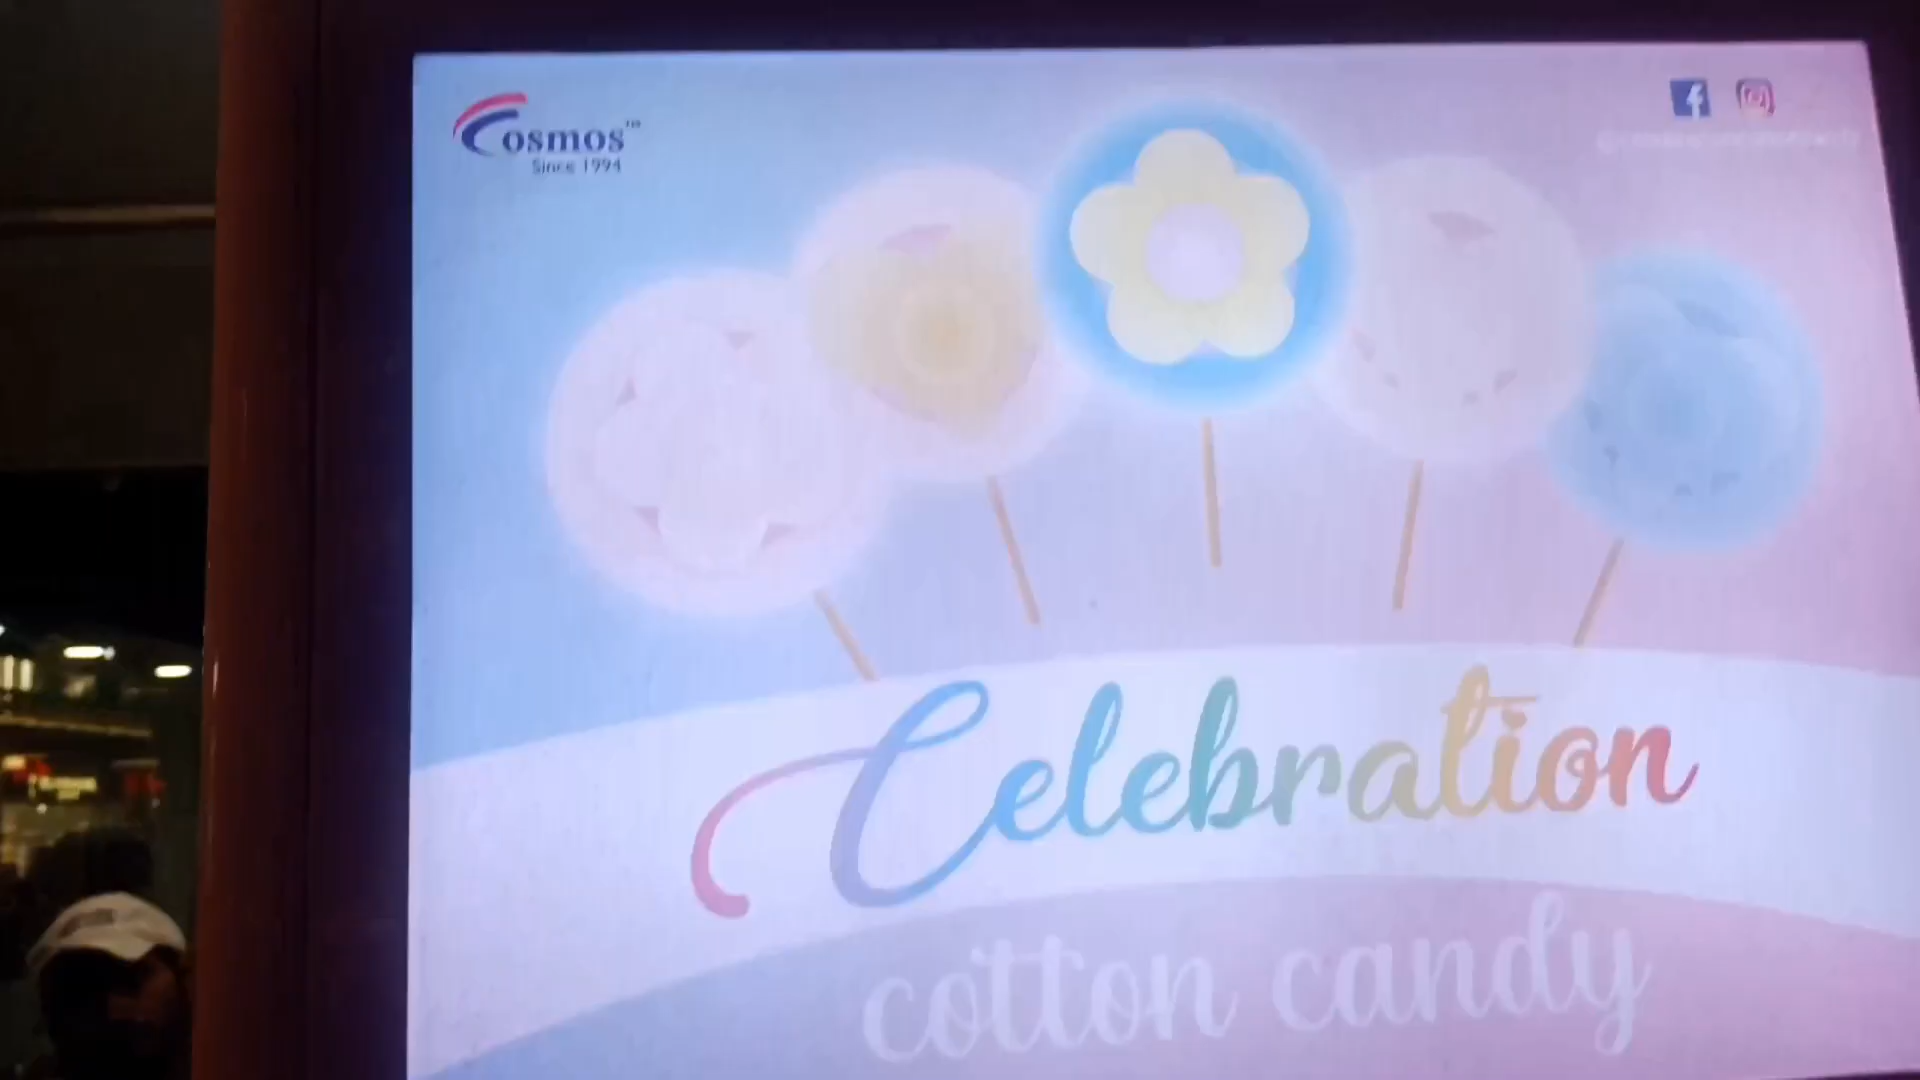 Cosmos™
Since 1994
Celebration
cotton candy